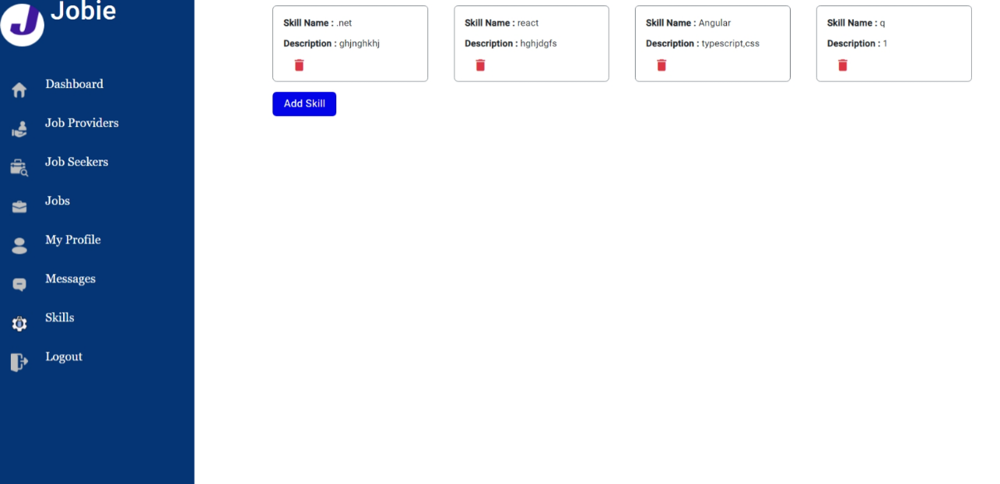 Jobie
Dashboard
Job Providers
Job Seekers
Jobs
My Profile
Messages
Skills
Logout
Skill Name : .net
Description : ghjnghkhj
Skill Name : react
Description : hghjdgfs
Skill Name : Angular
Description : typescript,css
Skill Name : q
Description : 1
Add Skill